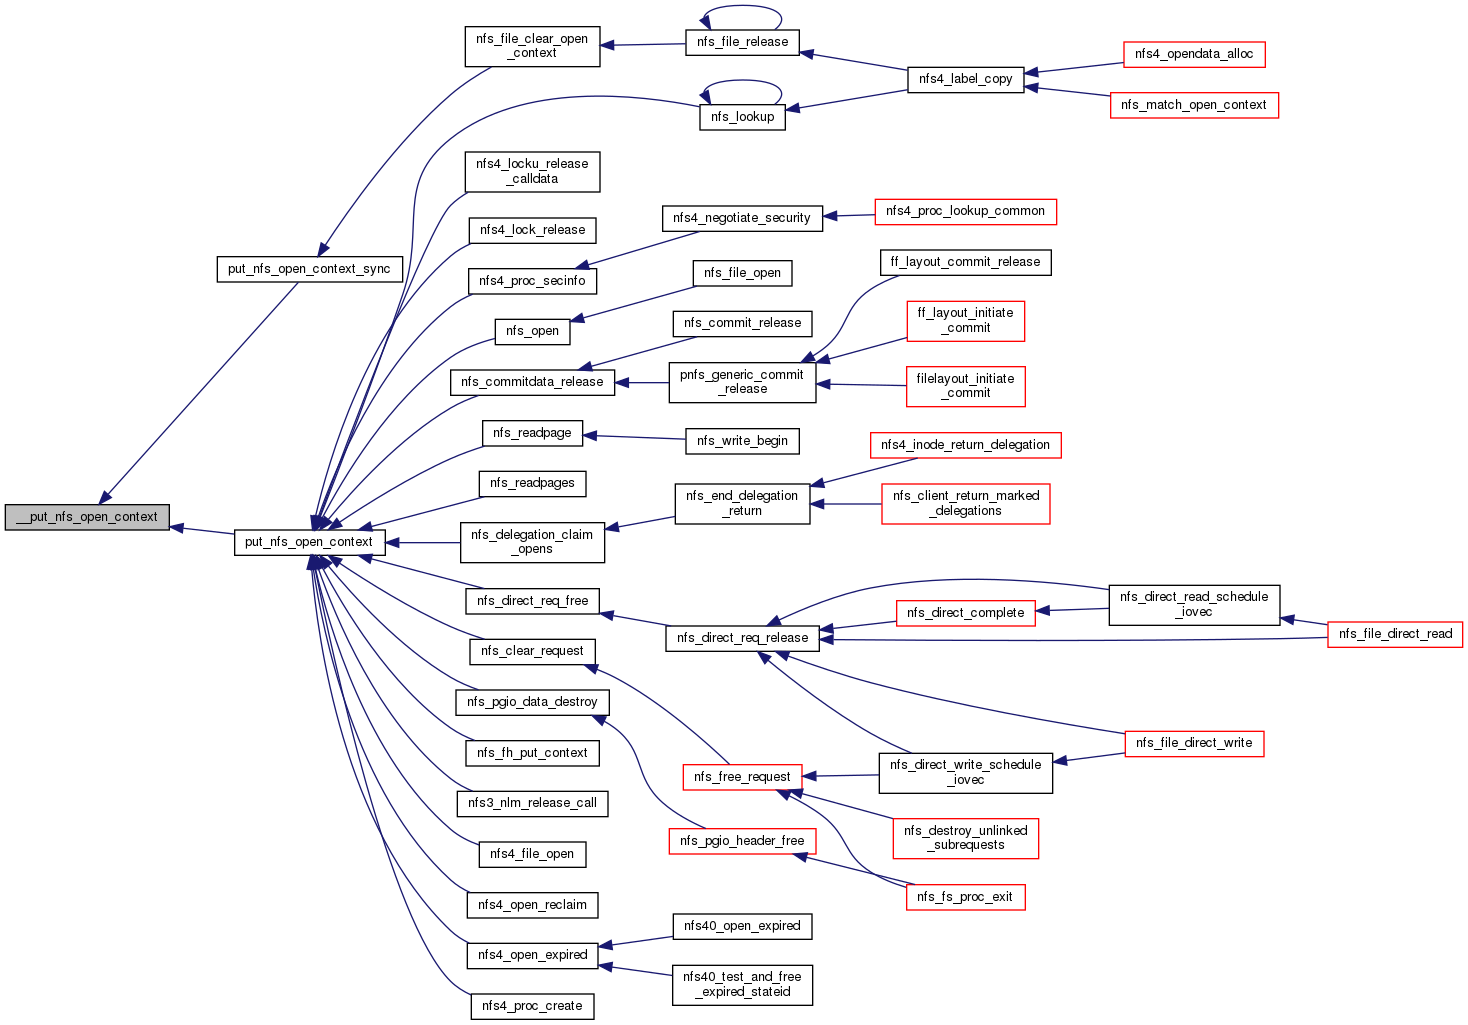 nfs_file_clear_open
_context
nfs_file_release
nfs4_opendata_alloc
nfs4_label_copy
nfs_match_open_context
nfs_lookup
nfs4_locku_release
_calldata
nfs4_negotiate_security
nfs4_proc_lookup_common
nfs4_lock_release
put_nfs_open_context_sync
nfs4_proc_secinfo
nfs_file_open
ff_layout_commit_release
nfs_open
nfs_commit_release
ff_layout_initiate
_commit
nfs_commitdata_release
pnfs_generic_commit
_release
filelayout_initiate
_commit
nfs_readpage
nfs_write_begin
nfs4_inode_return_delegation
nfs_readpages
nfs_end_delegation
_return
nfs_client_return_marked
_delegations
__put_nfs_open_context
put_nfs_open_context
nfs_delegation_claim
_opens
nfs_direct_req_free
nfs_direct_req_release
nfs_direct_complete
nfs_direct_read_schedule
_iovec
nfs_file_direct_read
nfs_clear_request
nfs_pgio_data_destroy
nfs_fh_put_context
nfs_file_direct_write
nfs_free_request
nfs_direct_write_schedule
_iovec
nfs3_nlm_release_call
nfs_pgio_header_free
nfs_destroy_unlinked
_subrequests
nfs4_file_open
nfs_fs_proc_exit
nfs4_open_reclaim
nfs40_open_expired
nfs4_open_expired
nfs40_test_and_free
_expired_stateid
nfs4_proc_create